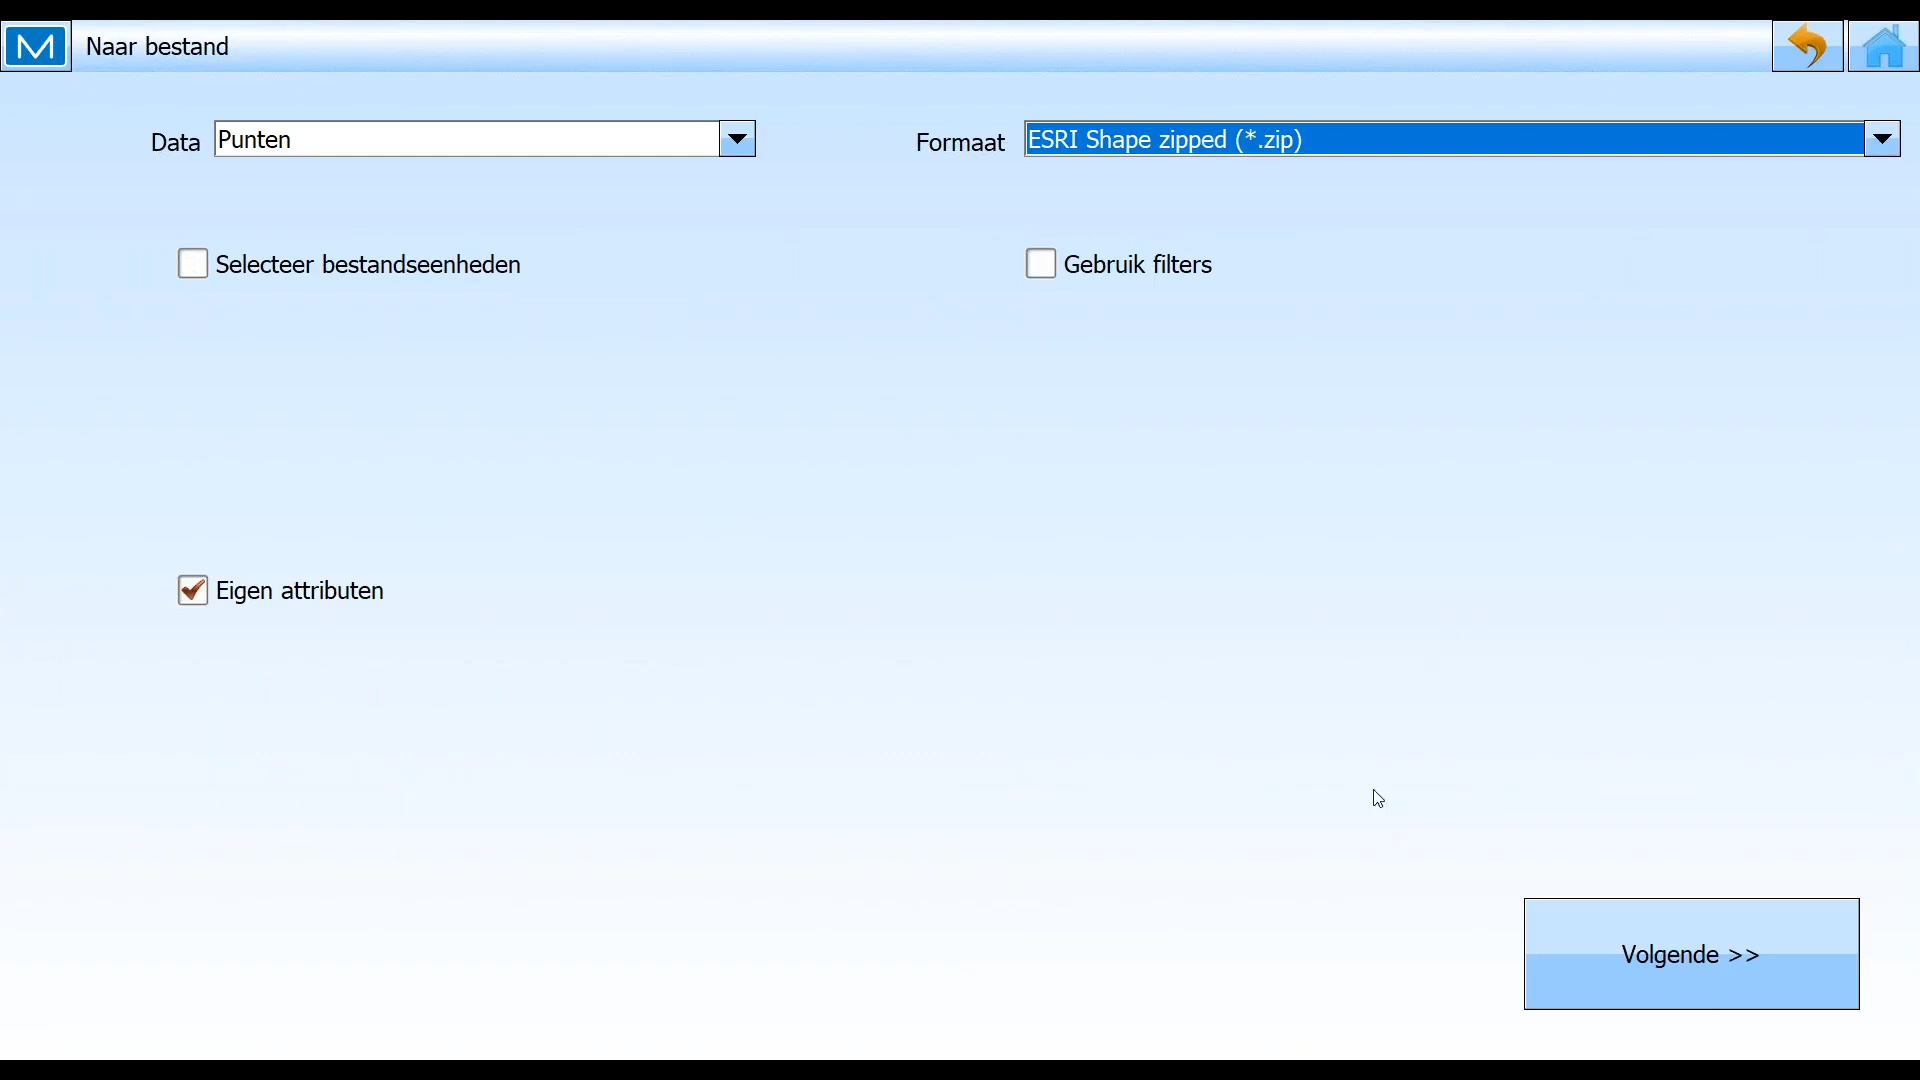 Naar bestand
Data Punten Formaat ESRI Shape zipped (*.zip)
Selecteer bestandseenheden Gebruik filters
Eigen attributen
Volgende >>